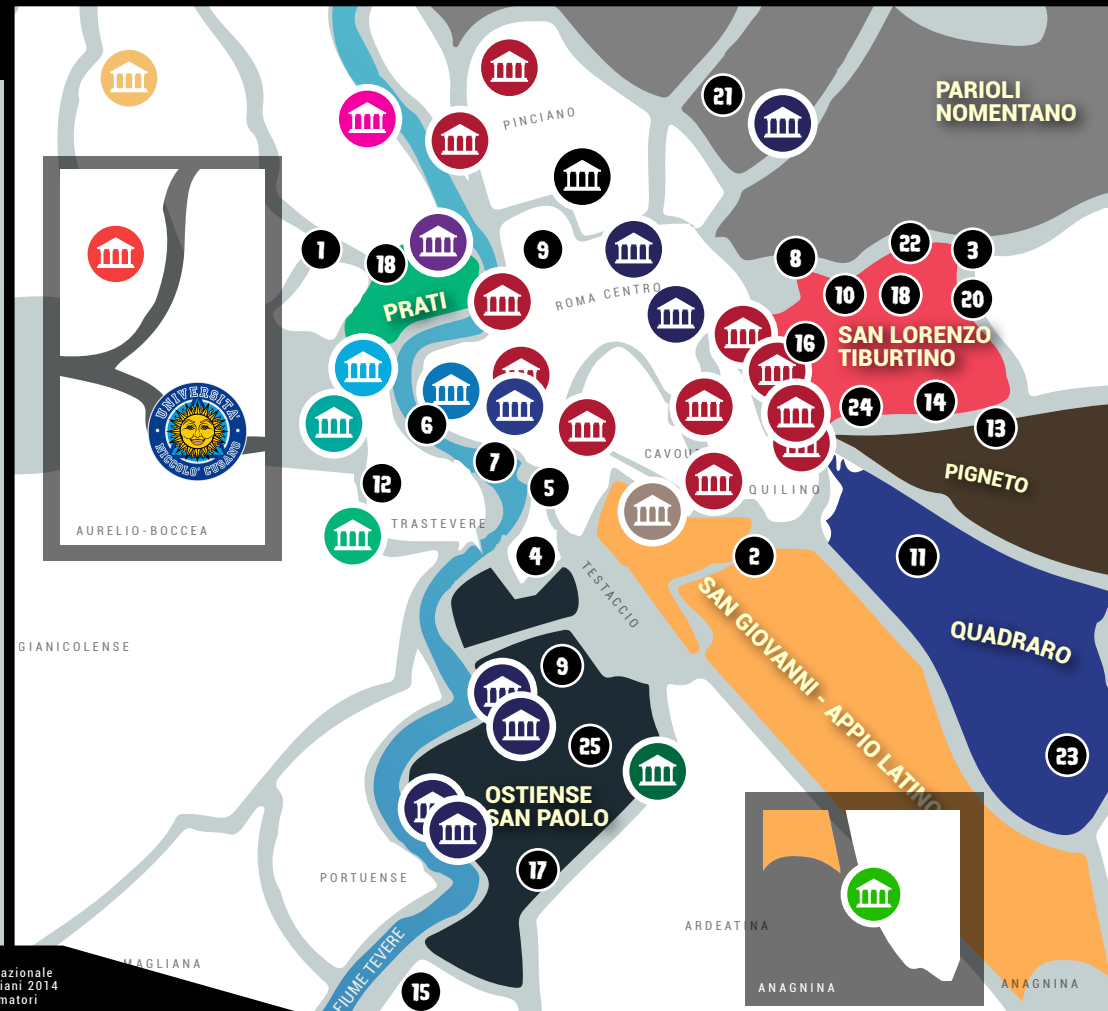 PARIOLI
NOMENTANO
21
PINCIANO
1
18
9
8
22
3
10
18
20
PRATI
ROMA CENTRO
16
SAN LORENZO
TIBURTINO
24
14
13
6
7
5
12
CAVOU
QUILINO
PIGNETO
UNIVERSITA'
NICCOLO' CUSANO
AURELIO-BOCCEA
TRASTEVERE
4
TESTACCIO
2
11
SAN GIOVANNI - APPIO LATINO
QUADRARO
GIANICOLENSE
9
25
23
OSTIENSE
SAN PAOLO
17
PORTUENSE
ARDEATINA
FIUME TEVERE
MAGLIANA
15
ANAGNINA
ANAGNINA
azionale
iani 2014
matori